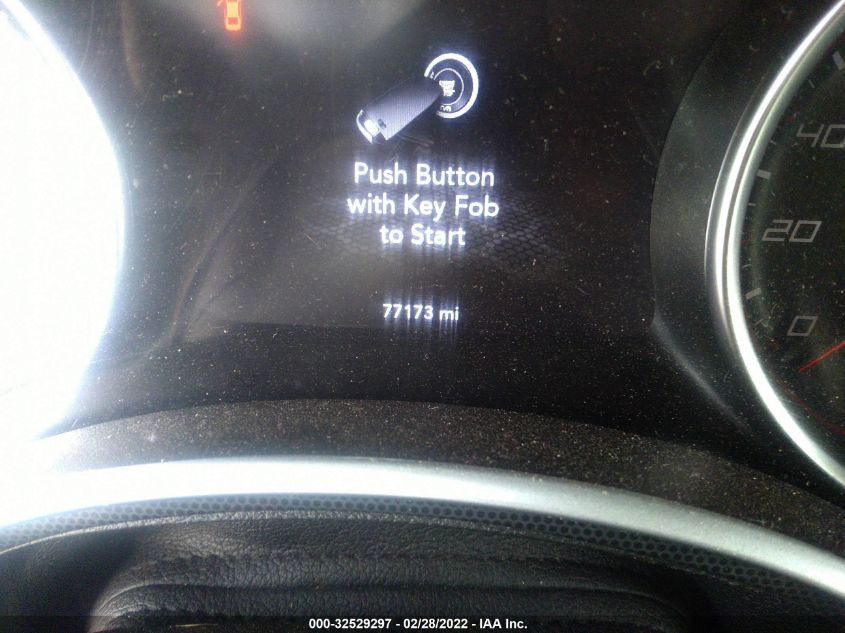 Push Button
with Key Fob
to Start
77173 mi
40
20
0
000-32529297 - 02/28/2022 - IAA Inc.